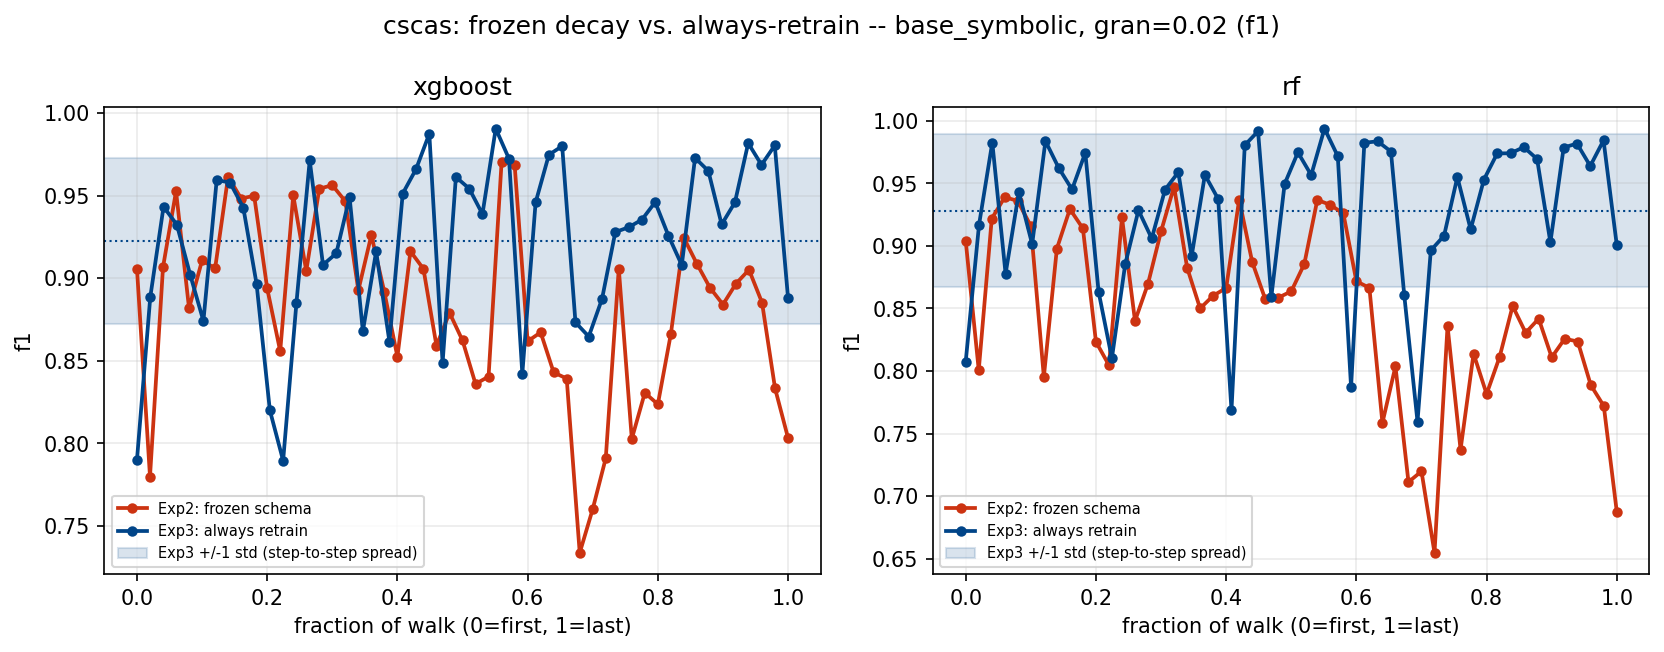 cscas: frozen decay vs. always-retrain -- base_symbolic, gran=0.02 (f1)
xgboost
1.00
0.95
0.90
0.85
0.80
0.75
f1
Exp2: frozen schema
Exp3: always retrain
Exp3 +/-1 std (step-to-step spread)
0.0 0.2 0.4 0.6 0.8 1.0
fraction of walk (0=first, 1=last)
rf
1.00
0.95
0.90
0.85
0.80
0.75
0.70
0.65
f1
Exp2: frozen schema
Exp3: always retrain
Exp3 +/-1 std (step-to-step spread)
0.0 0.2 0.4 0.6 0.8 1.0
fraction of walk (0=first, 1=last)